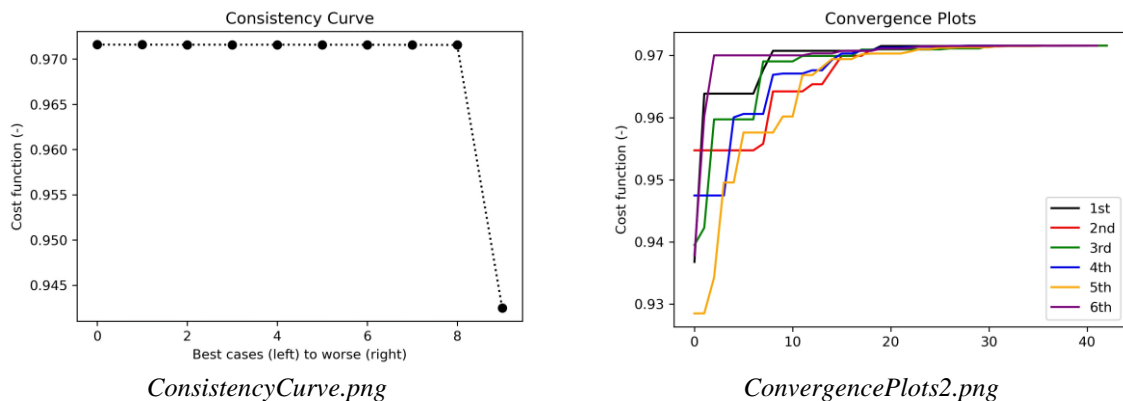 Consistency Curve
0.970
0.965
0.960
0.955
0.950
0.945
Cost function (-)
0 2 4 6 8
Best cases (left) to worse (right)
ConsistencyCurve.png
Convergence Plots
0.97
0.96
0.95
0.94
0.93
Cost function (-)
1st
2nd
3rd
4th
5th
6th
0 10 20 30 40
ConvergencePlots2.png